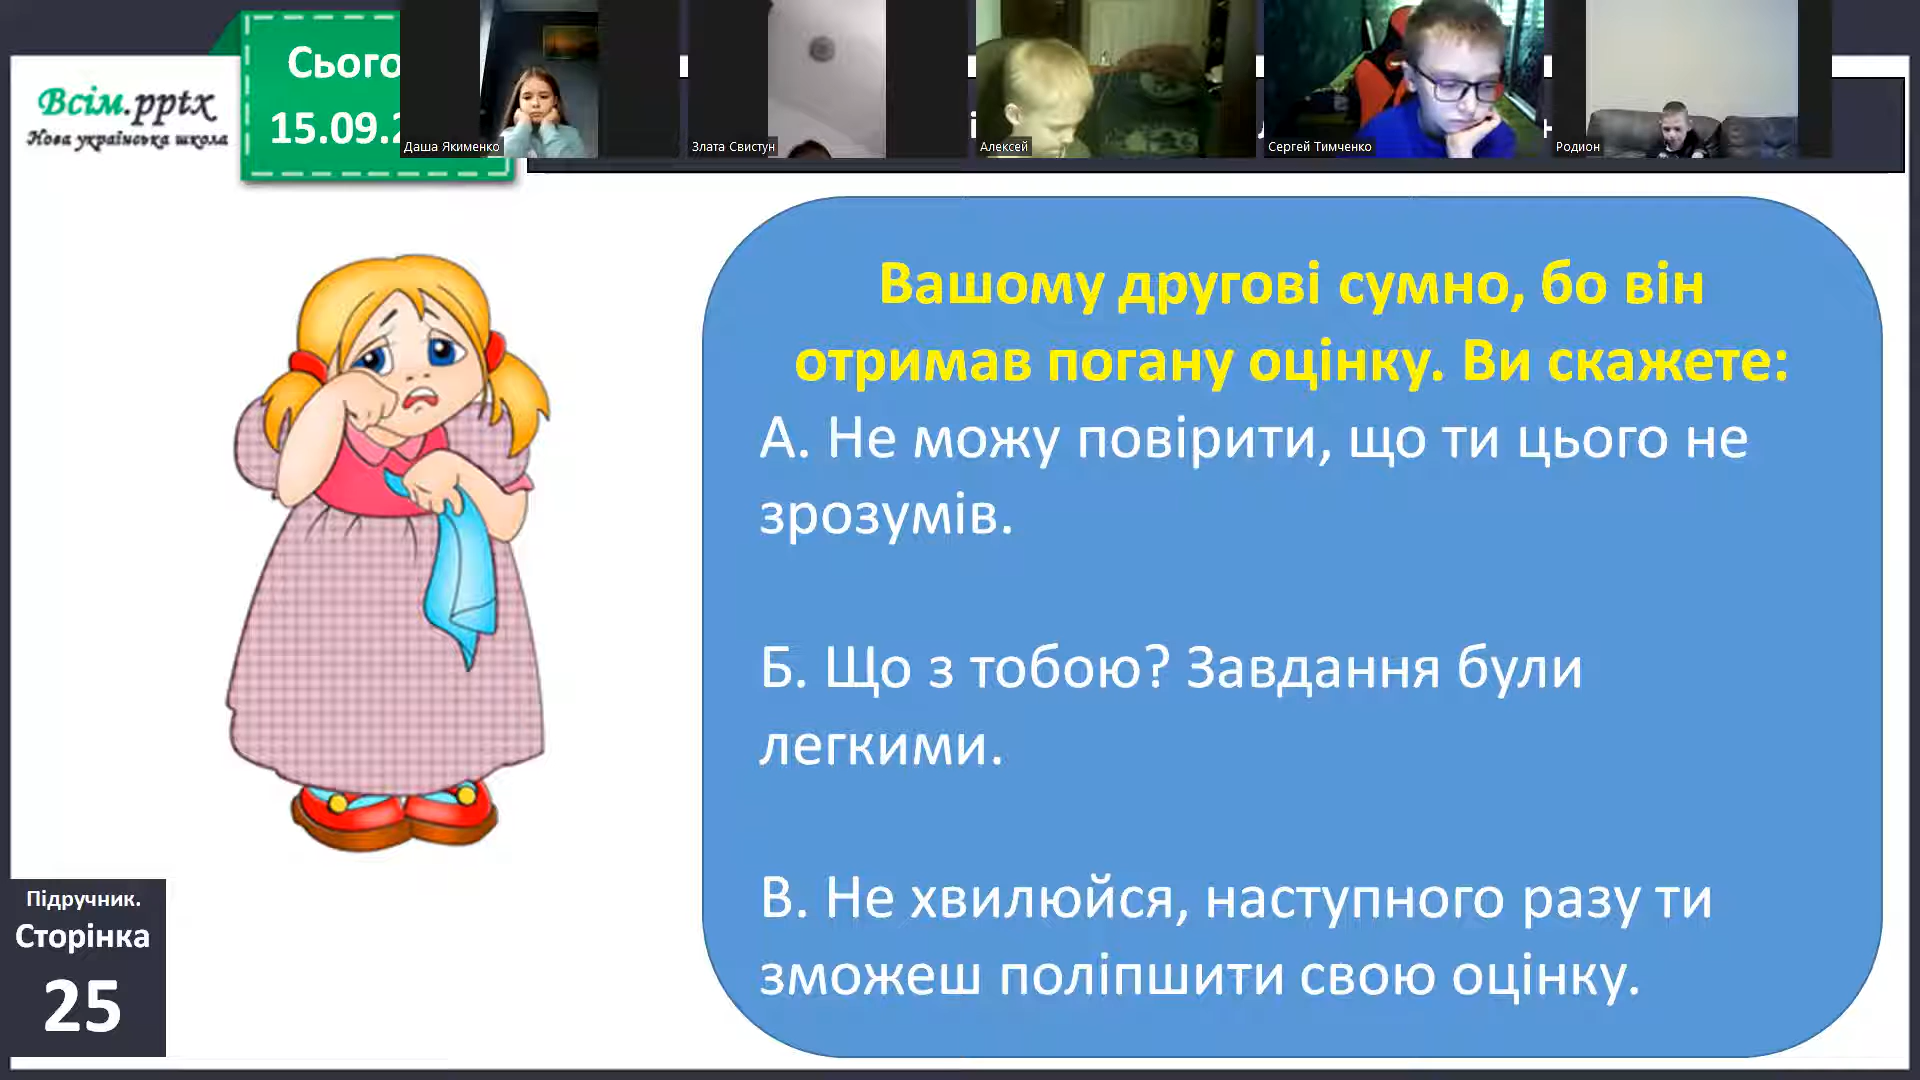 Всім.pptx
Нова українська школа
Сього
15.09.
Даша Якименко
Злата Свистун
Алексей
Сергей Тимченко
Родион
Вашому другові сумно, бо він
отримав погану оцінку. Ви скажете:
А. Не можу повірити, що ти цього не
зрозумів.
Б. Що з тобою? Завдання були
легкими.
В. Не хвилюйся, наступного разу ти
зможеш поліпшити свою оцінку.
Підручник.
Сторінка
25